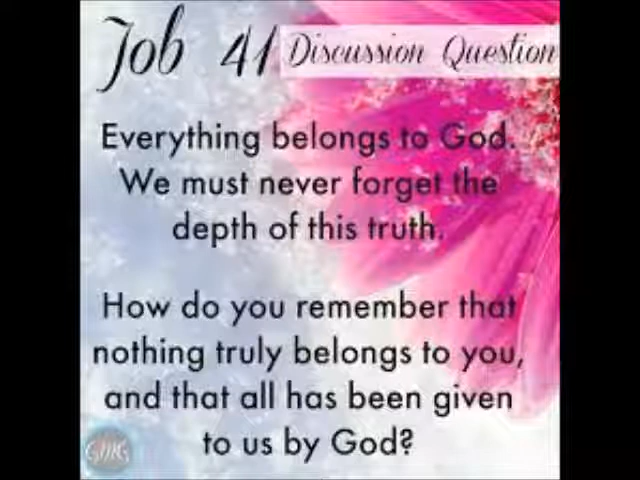 Job 41 Discussion Question
Everything belongs to God.
We must never forget the
depth of this truth.
How do you remember that
nothing truly belongs to you,
and that all has been given
to us by God?
GMG